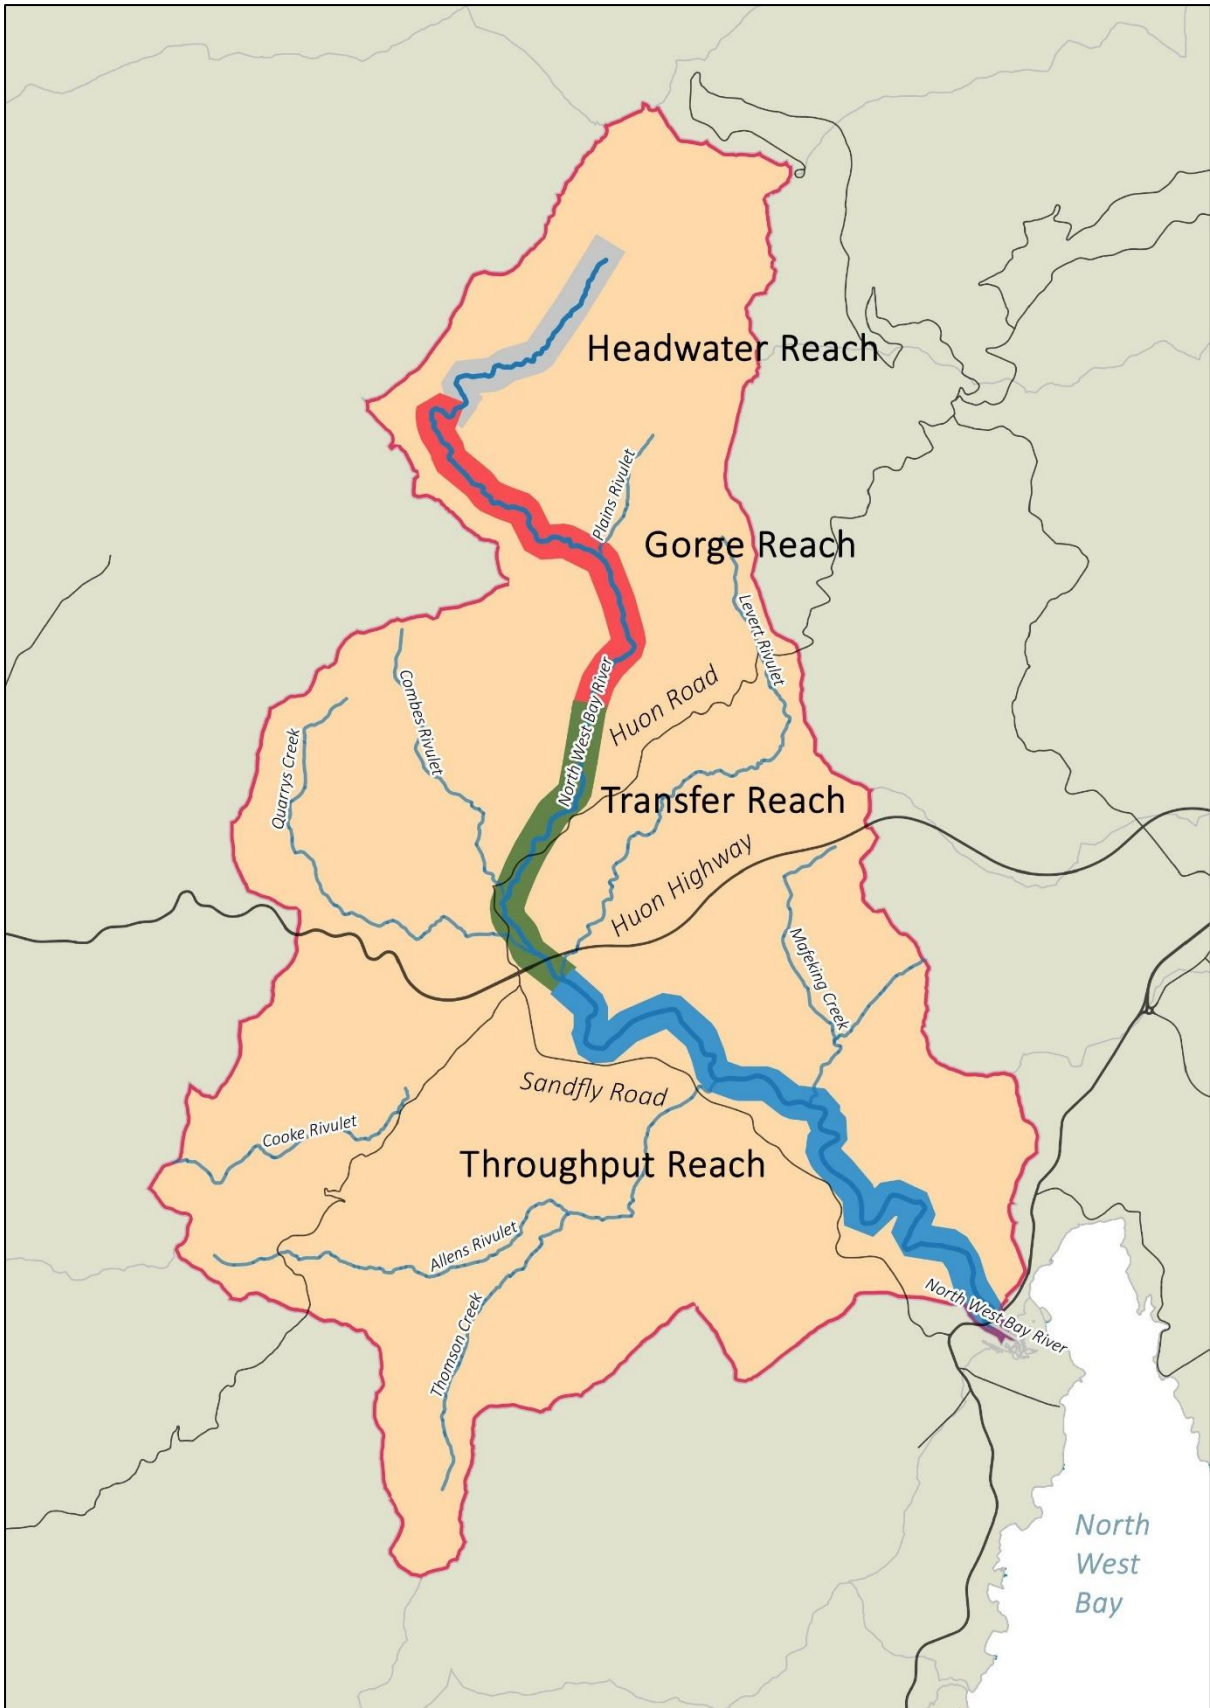 Headwater Reach
Plains Rivulet
Gorge Reach
Levert Rivulet
Combes Rivulet
North West Bay River
Huon Road
Quarrys Creek
Transfer Reach
Huon Highway
Mafeking Creek
Sandfly Road
Cooke Rivulet
Throughput Reach
Allens Rivulet
Thomson Creek
North West Bay River
North
West
Bay